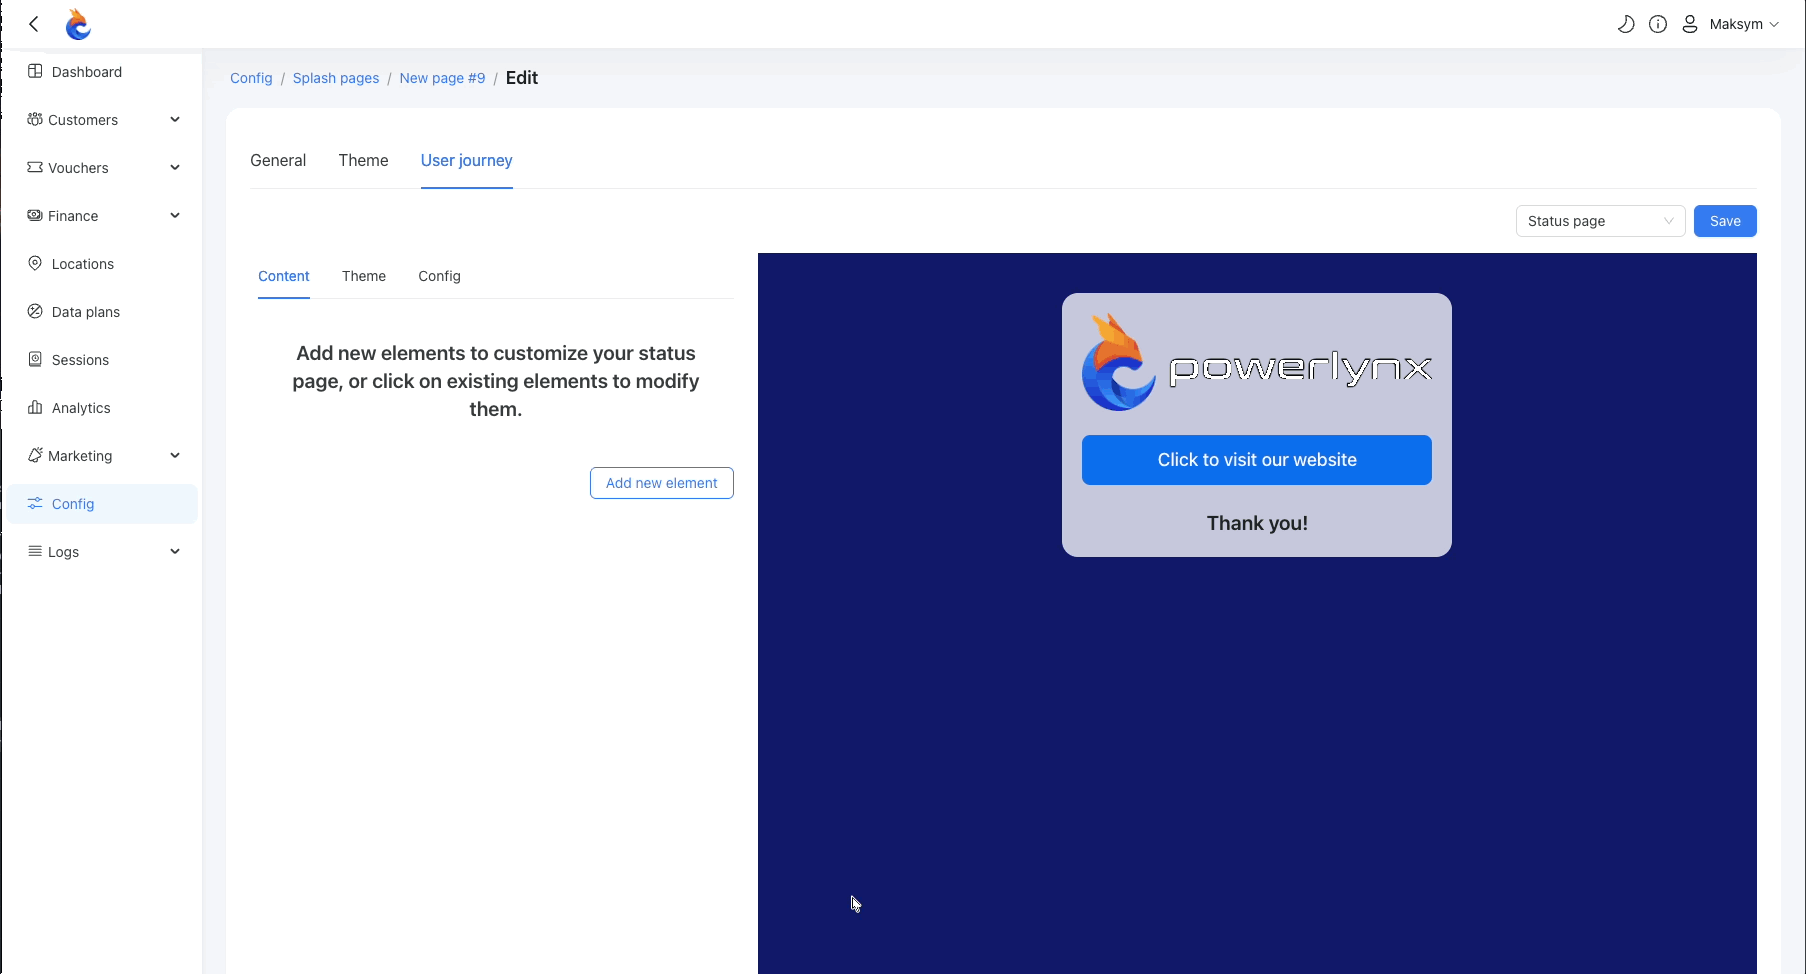 Maksym
Dashboard
Customers
Vouchers
Finance
Locations
Data plans
Sessions
Analytics
Marketing
Config
Logs
Config / Splash pages / New page #9 / Edit
General Theme User journey
Status page Save
Content Theme Config
Add new elements to customize your status
page, or click on existing elements to modify
them.
Add new element
powerlynx
Click to visit our website
Thank you!